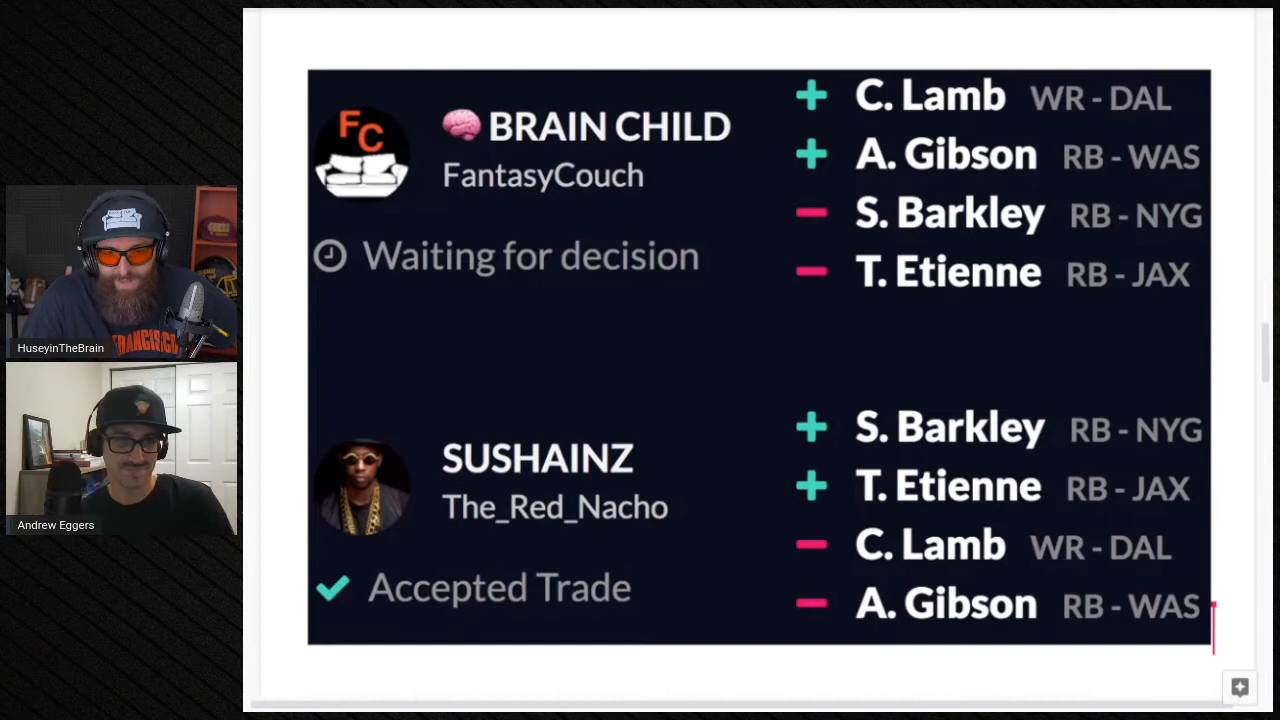 FC
BRAIN CHILD
FantasyCouch
Waiting for decision
+ C. Lamb WR - DAL
+ A. Gibson RB - WAS
− S. Barkley RB - NYG
− T. Etienne RB - JAX
SUSHAINZ
The_Red_Nacho
Accepted Trade
+ S. Barkley RB - NYG
+ T. Etienne RB - JAX
− C. Lamb WR - DAL
− A. Gibson RB - WAS
HuseyinTheBrain
Andrew Eggers